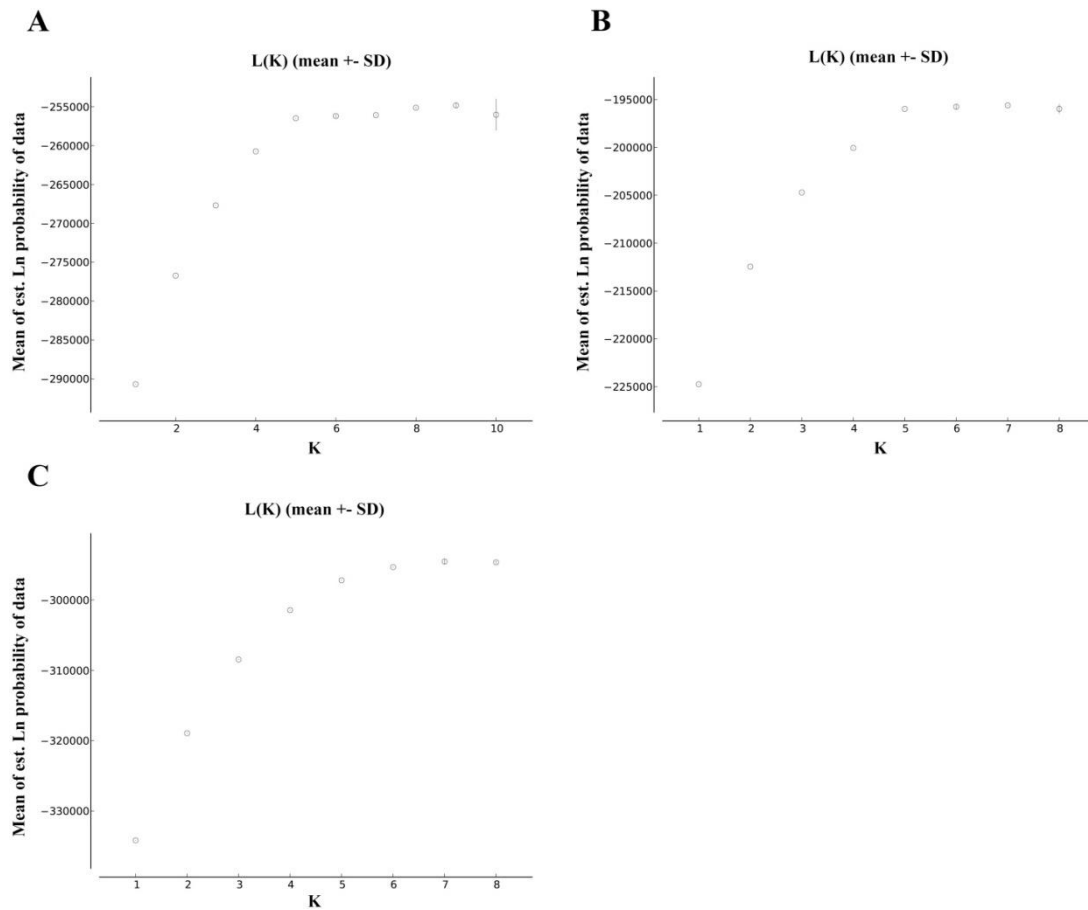 A
L(K) (mean +- SD)
Mean of est. Ln probability of data
−255000
−260000
−265000
−270000
−275000
−280000
−285000
−290000
2 4 6 8 10
K
B
L(K) (mean +- SD)
Mean of est. Ln probability of data
−195000
−200000
−205000
−210000
−215000
−220000
−225000
1 2 3 4 5 6 7 8
K
C
L(K) (mean +- SD)
Mean of est. Ln probability of data
−300000
−310000
−320000
−330000
1 2 3 4 5 6 7 8
K